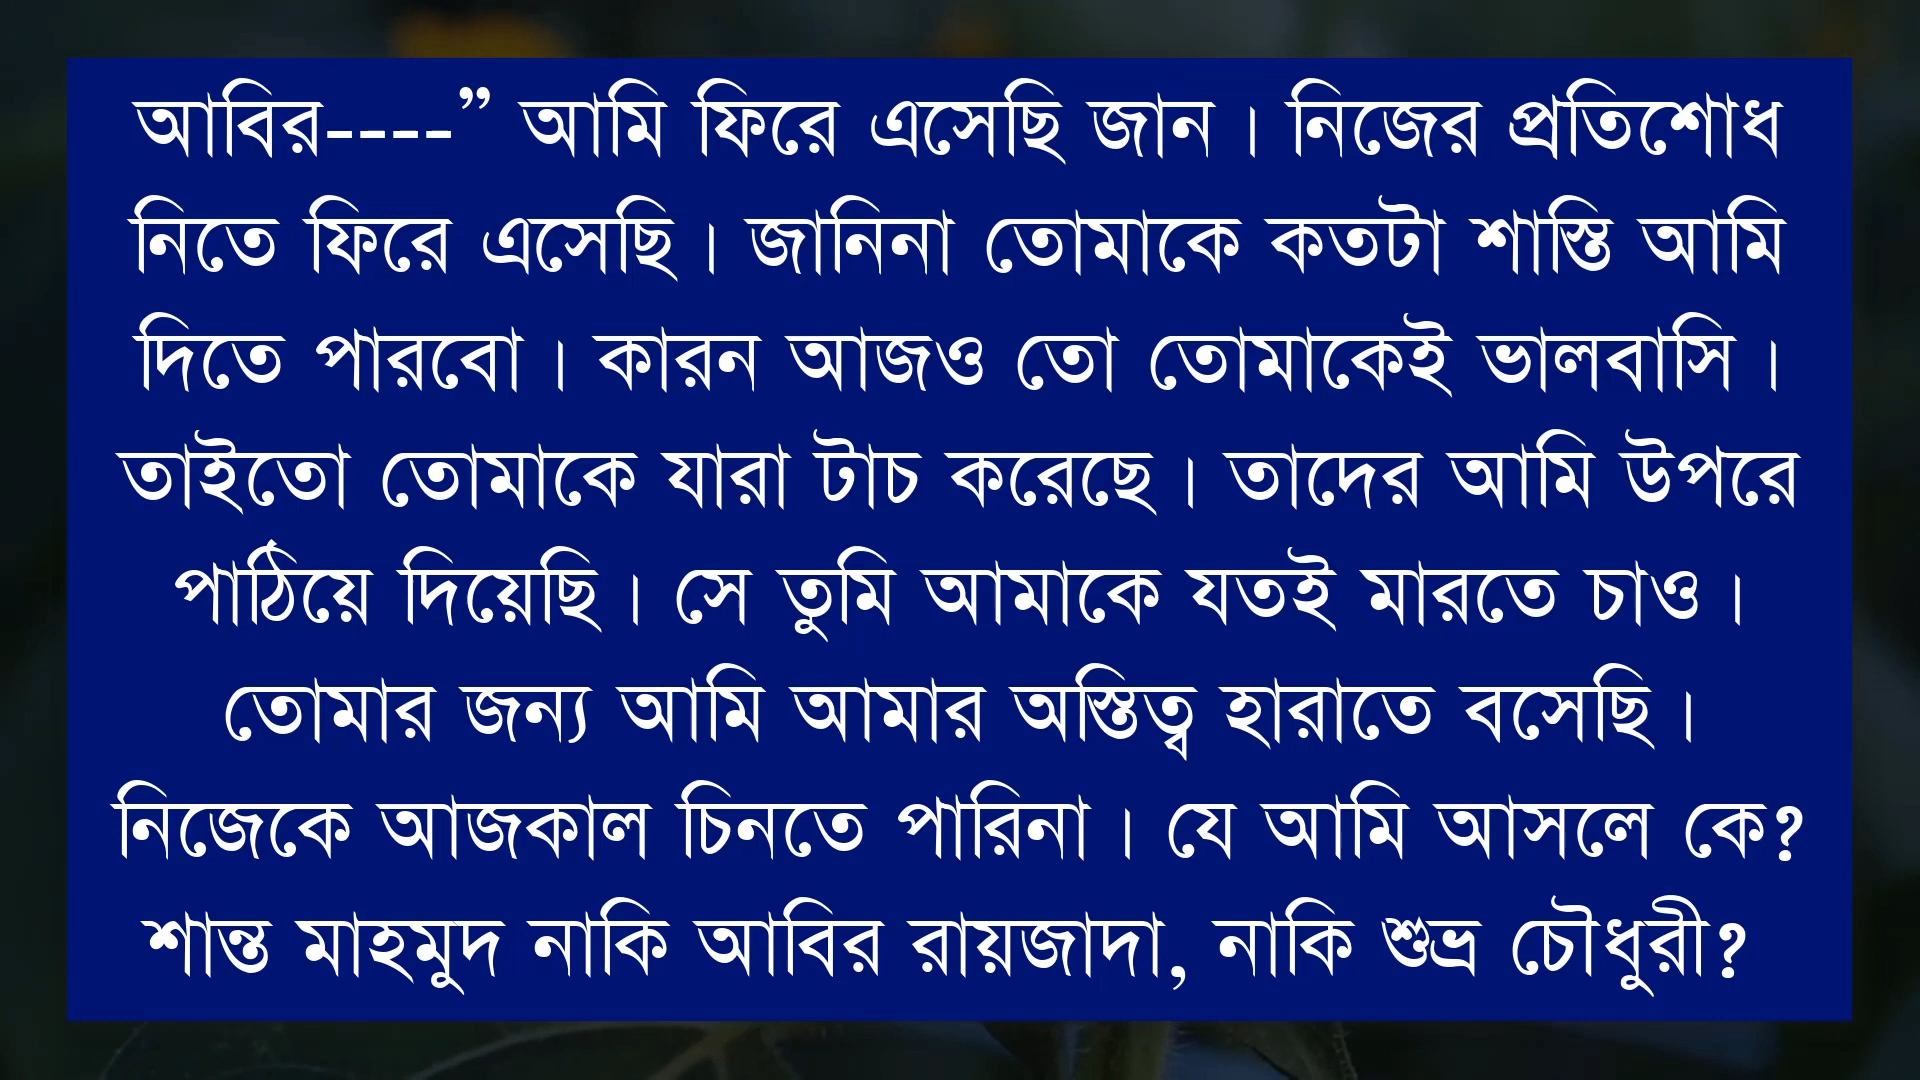 আবির----” আমি ফিরে এসেছি জান। নিজের প্রতিশোধ
নিতে ফিরে এসেছি। জানিনা তোমাকে কতটা শাস্তি আমি
দিতে পারবো। কারন আজও তো তোমাকেই ভালবাসি।
তাইতো তোমাকে যারা টাচ করেছে। তাদের আমি উপরে
পাঠিয়ে দিয়েছি। সে তুমি আমাকে যতই মারতে চাও।
তোমার জন্য আমি আমার অস্তিত্ব হারাতে বসেছি।
নিজেকে আজকাল চিনতে পারিনা। যে আমি আসলে কে?
শান্ত মাহমুদ নাকি আবির রায়জাদা, নাকি শুভ্র চৌধুরী?